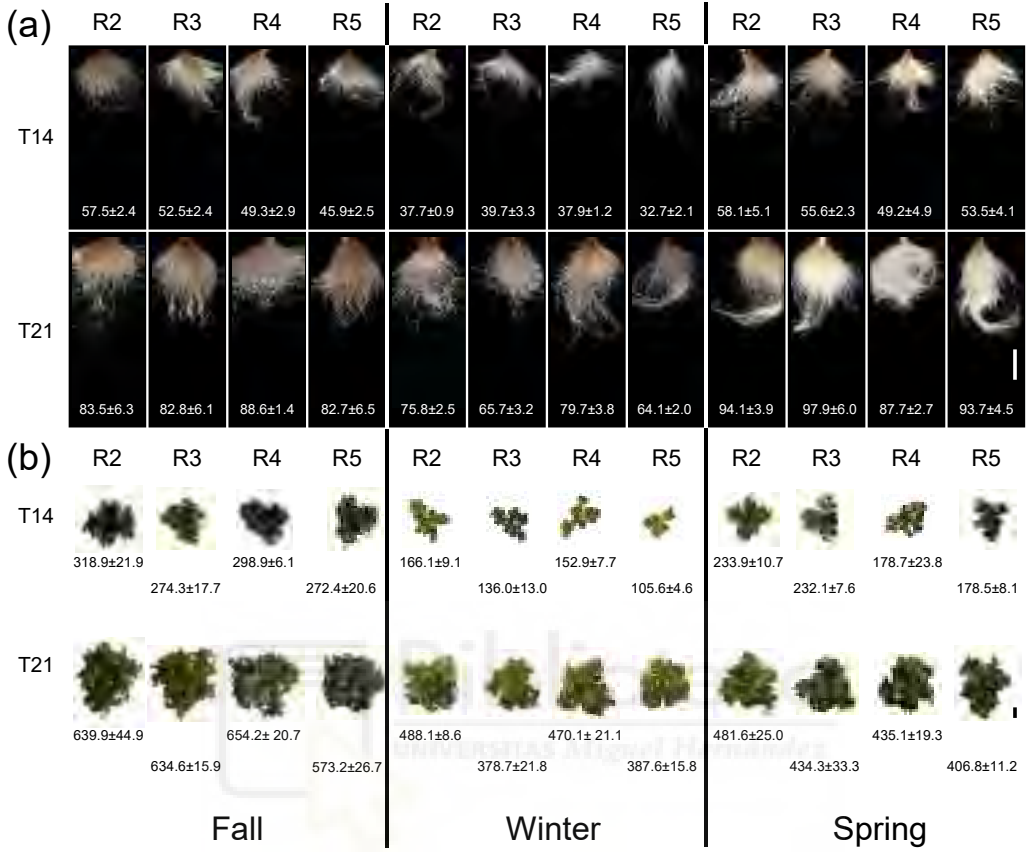 (a) R2 R3 R4 R5 R2 R3 R4 R5 R2 R3 R4 R5
T14
57.5±2.4 52.5±2.4 49.3±2.9 45.9±2.5 37.7±0.9 39.7±3.3 37.9±1.2 32.7±2.1 58.1±5.1 55.6±2.3 49.2±4.9 53.5±4.1
T21
83.5±6.3 82.8±6.1 88.6±1.4 82.7±6.5 75.8±2.5 65.7±3.2 79.7±3.8 64.1±2.0 94.1±3.9 97.9±6.0 87.7±2.7 93.7±4.5
(b) R2 R3 R4 R5 R2 R3 R4 R5 R2 R3 R4 R5
T14
318.9±21.9 298.9±6.1 166.1±9.1 152.9±7.7 233.9±10.7 178.7±23.8
274.3±17.7 272.4±20.6 136.0±13.0 105.6±4.6 232.1±7.6 178.5±8.1
T21
639.9±44.9 654.2± 20.7 488.1±8.6 470.1± 21.1 481.6±25.0 435.1±19.3
UNIVERSITAS Miguel Hernández
634.6±15.9 573.2±26.7 378.7±21.8 387.6±15.8 434.3±33.3 406.8±11.2
Fall Winter Spring